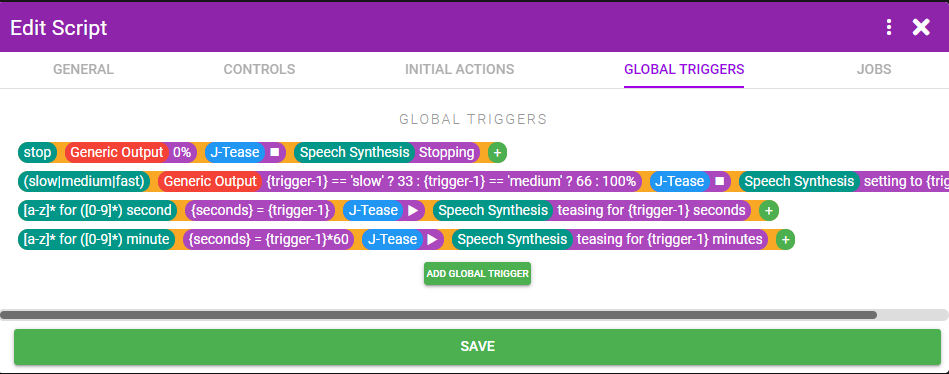 Edit Script
GENERAL CONTROLS INITIAL ACTIONS GLOBAL TRIGGERS JOBS
GLOBAL TRIGGERS
stop Generic Output 0% J-Tease Speech Synthesis Stopping +
(slow|medium|fast) Generic Output {trigger-1} == 'slow' ? 33 : {trigger-1} == 'medium' ? 66 : 100% J-Tease Speech Synthesis setting to {trig
[a-z]* for ([0-9]*) second {seconds} = {trigger-1} J-Tease Speech Synthesis teasing for {trigger-1} seconds +
[a-z]* for ([0-9]*) minute {seconds} = {trigger-1}*60 J-Tease Speech Synthesis teasing for {trigger-1} minutes +
ADD GLOBAL TRIGGER
SAVE